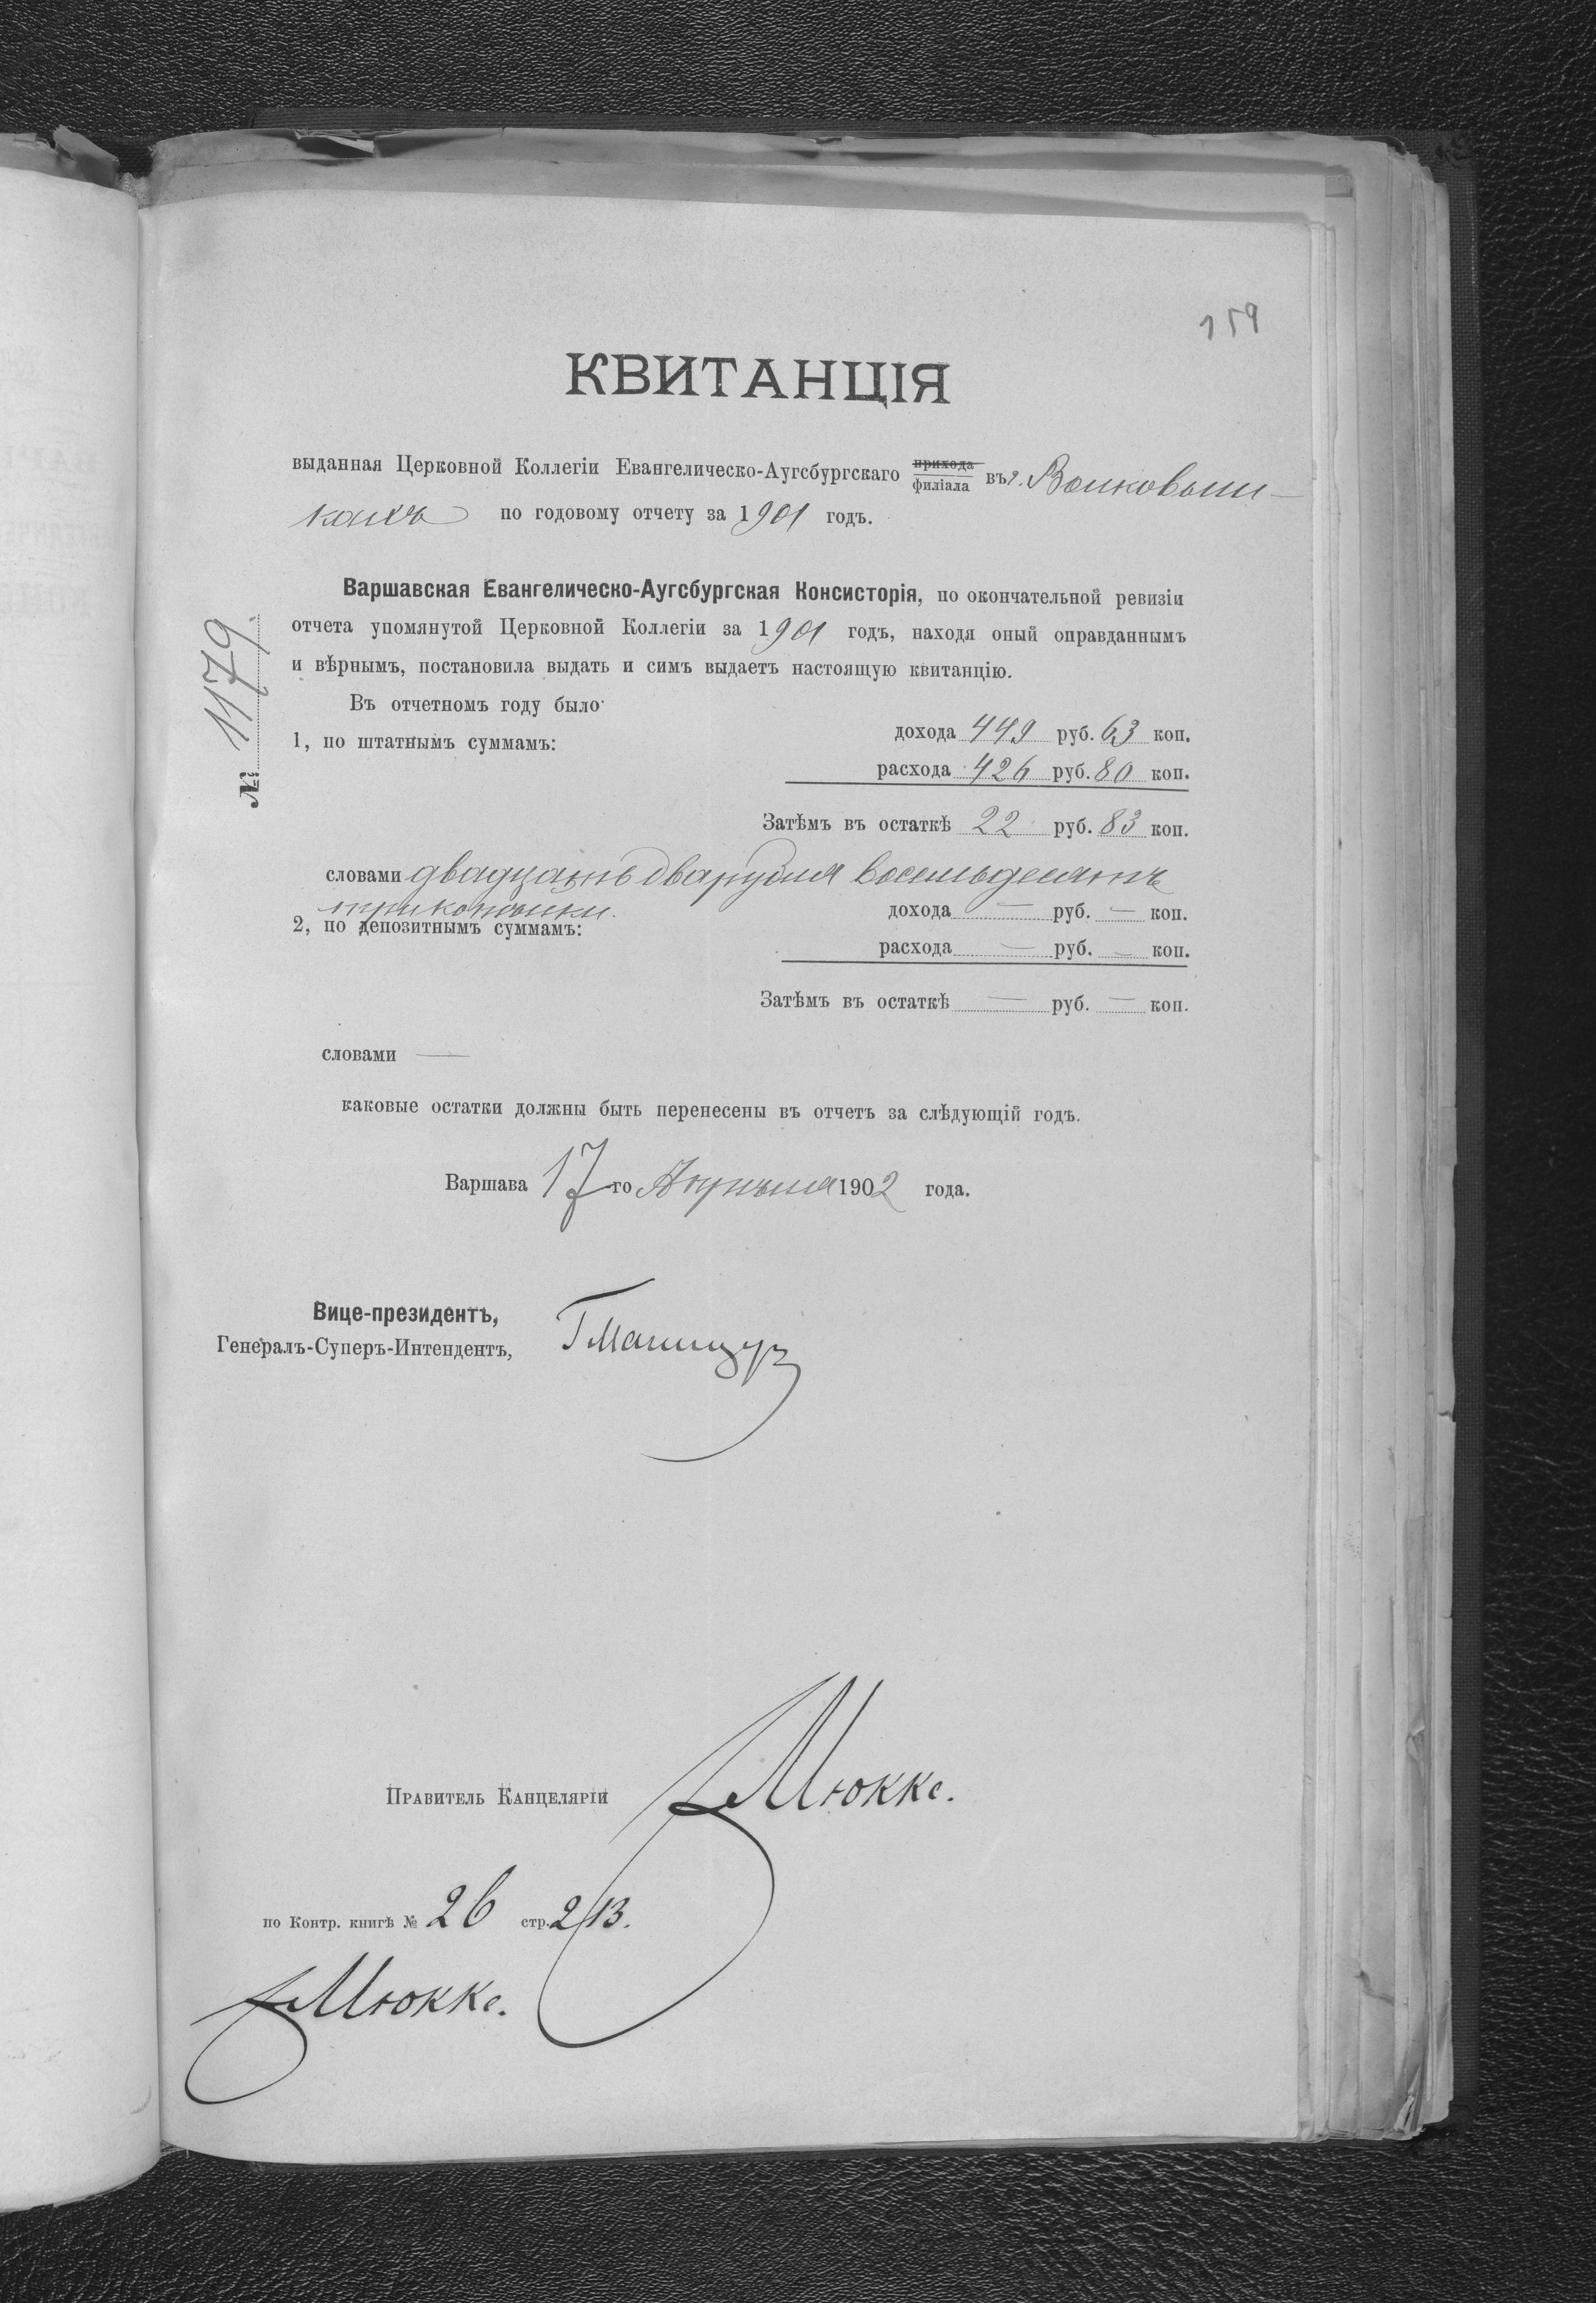 159
КВИТАНЦІЯ
выданная Церковной Коллегіи Евангелическо-Аугсбургскаго прихода филіала въ г. Волковыш-
кахъ по годовому отчету за 1901 годъ.
Варшавская Евангелическо-Аугсбургская Консисторія, по окончательной ревизіи
отчета упомянутой Церковной Коллегіи за 1901 годъ, находя оный оправданнымъ
и вѣрнымъ, постановила выдать и симъ выдаетъ настоящую квитанцію.
№ 1179.
Въ отчетномъ году было:
1, по штатнымъ суммамъ: дохода 449 руб. 63 коп.
расхода 426 руб. 80 коп.
Затѣмъ въ остаткѣ 22 руб. 83 коп.
словами двадцать два рубля восемьдесятъ
три копѣйки.
2, по депозитнымъ суммамъ: дохода — руб. — коп.
расхода — руб. — коп.
Затѣмъ въ остаткѣ — руб. — коп.
словами —
каковые остатки должны быть перенесены въ отчетъ за слѣдующій годъ.
Варшава 17 го Апрѣля 1902 года.
Вице-президентъ,
Генералъ-Суперъ-Интендентъ,
Правитель Канцеляріи Мюкке.
по Контр. книгѣ № 26 стр. 213.
Мюкке.